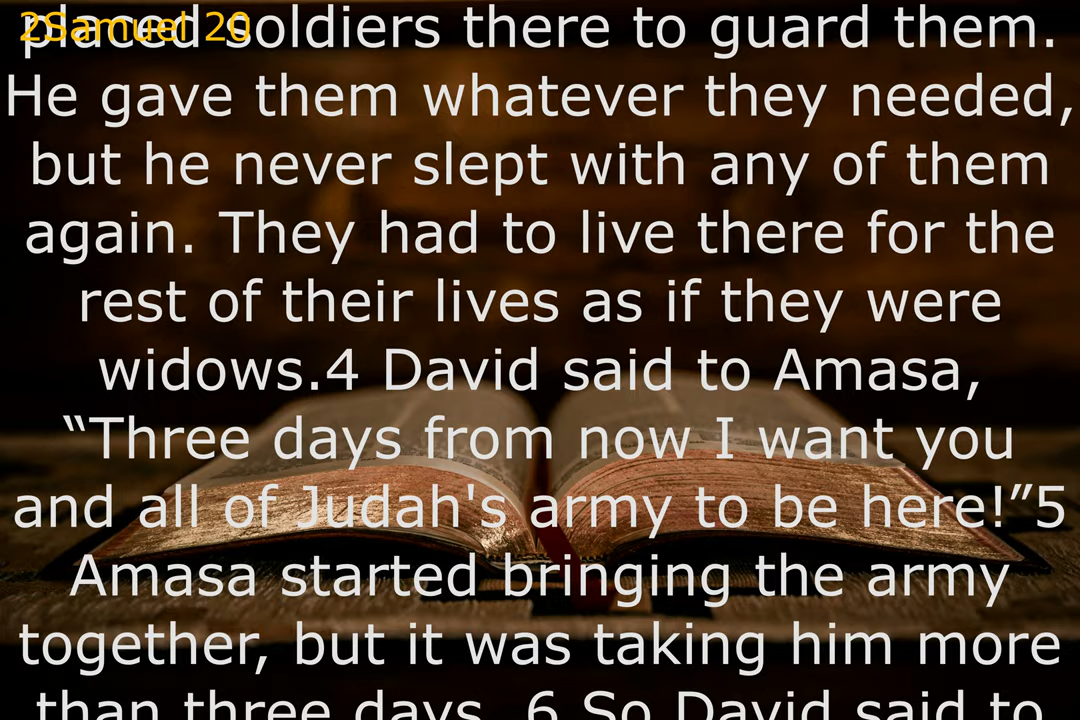 2Samuel 20
placed soldiers there to guard them.
He gave them whatever they needed,
but he never slept with any of them
again. They had to live there for the
rest of their lives as if they were
widows.4 David said to Amasa,
“Three days from now I want you
and all of Judah's army to be here!”5
Amasa started bringing the army
together, but it was taking him more
than three days. 6 So David said to